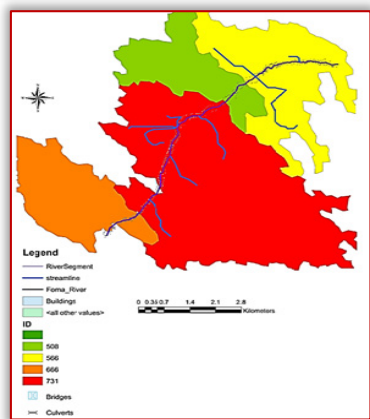 Legend
RiverSegment
streamline
Foma_River
Buildings
<all other values>
ID
508
566
666
731
Bridges
Culverts
0 0.35 0.7 1.4 2.1 2.8
Kilometers